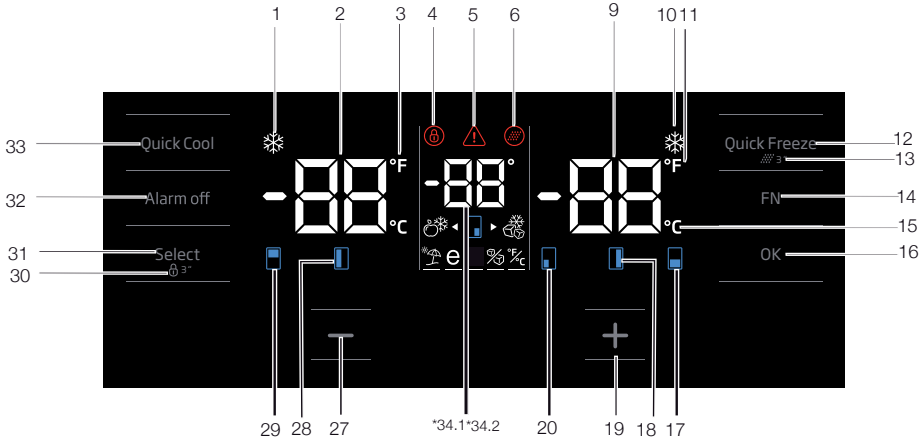 1 2 3 4 5 6 9 10 11
33 Quick Cool Quick Freeze 12
3" 13
°F ° °F
32 Alarm off FN 14
°C °C 15
31 Select OK 16
30 3" e °F/°C
29 28 27 *34.1*34.2 20 19 18 17